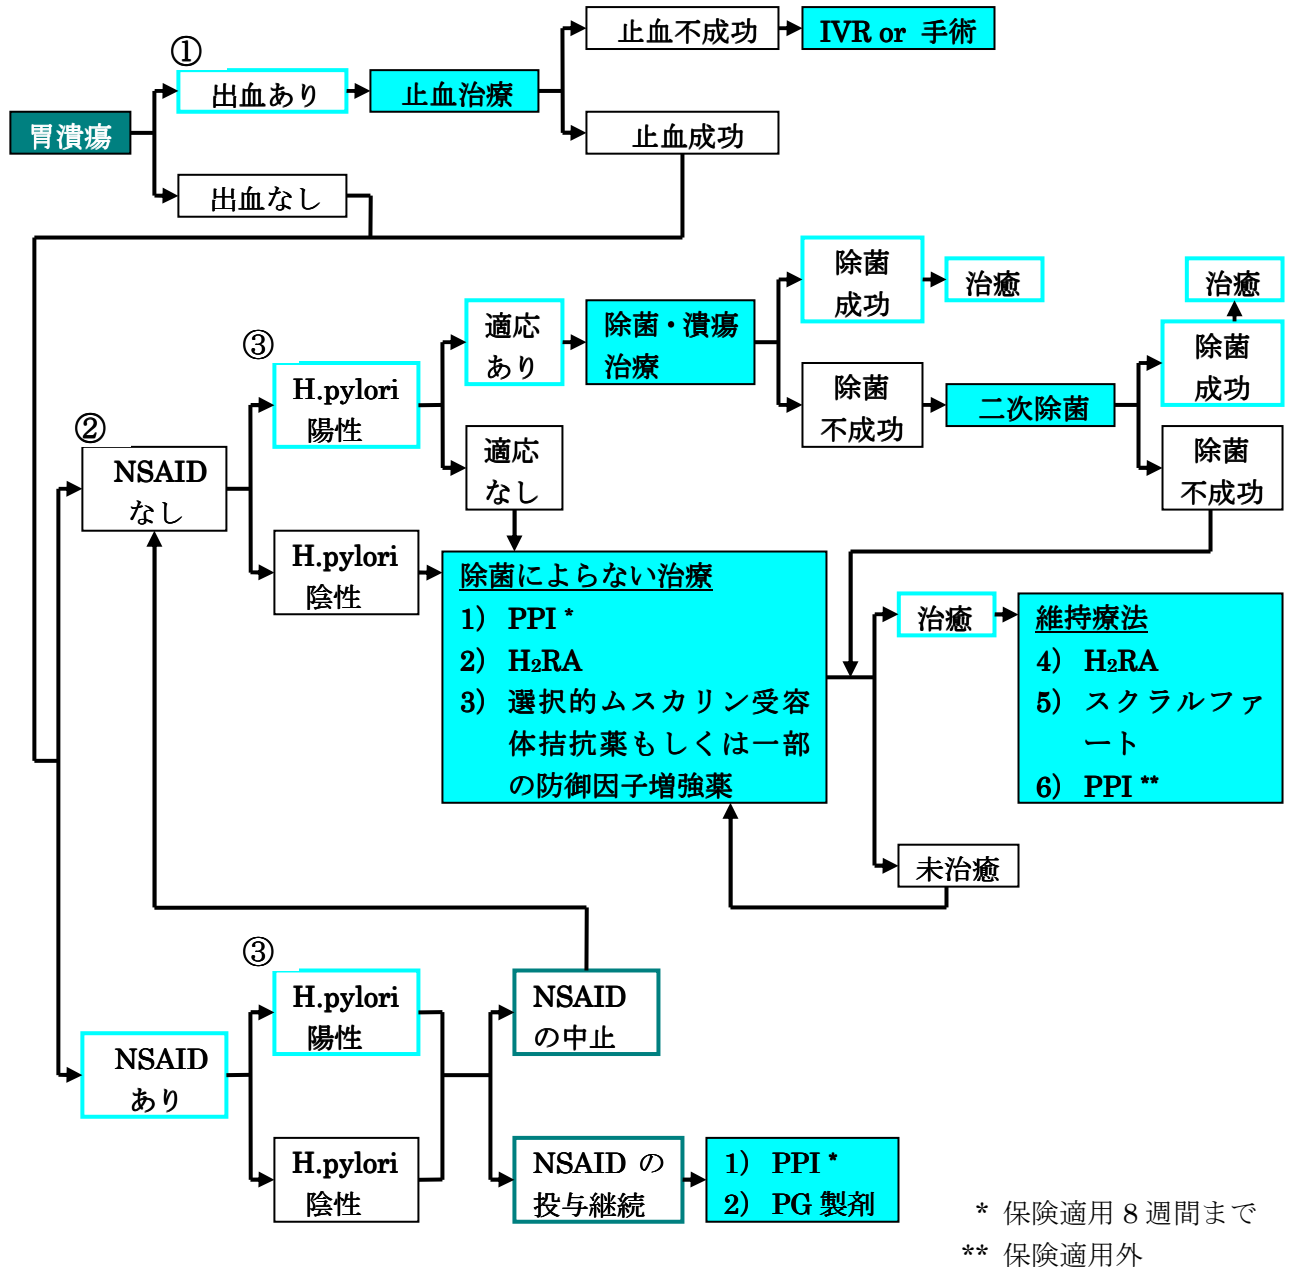 止血不成功
IVR or 手術
①
出血あり
止血治療
胃潰瘍
止血成功
出血なし
除菌
成功
治癒
治癒
③
適応
あり
除菌・潰瘍
治療
除菌
成功
H.pylori
陽性
除菌
不成功
二次除菌
②
NSAID
なし
適応
なし
除菌
不成功
H.pylori
陰性
除菌によらない治療
1) PPI *
2) H₂RA
3) 選択的ムスカリン受容
体拮抗薬もしくは一部
の防御因子増強薬
治癒
維持療法
4) H₂RA
5) スクラルファ
ート
6) PPI **
未治癒
③
H.pylori
陽性
NSAID
の中止
NSAID
あり
H.pylori
陰性
NSAID の
投与継続
1) PPI *
2) PG 製剤
* 保険適用 8 週間まで
** 保険適用外